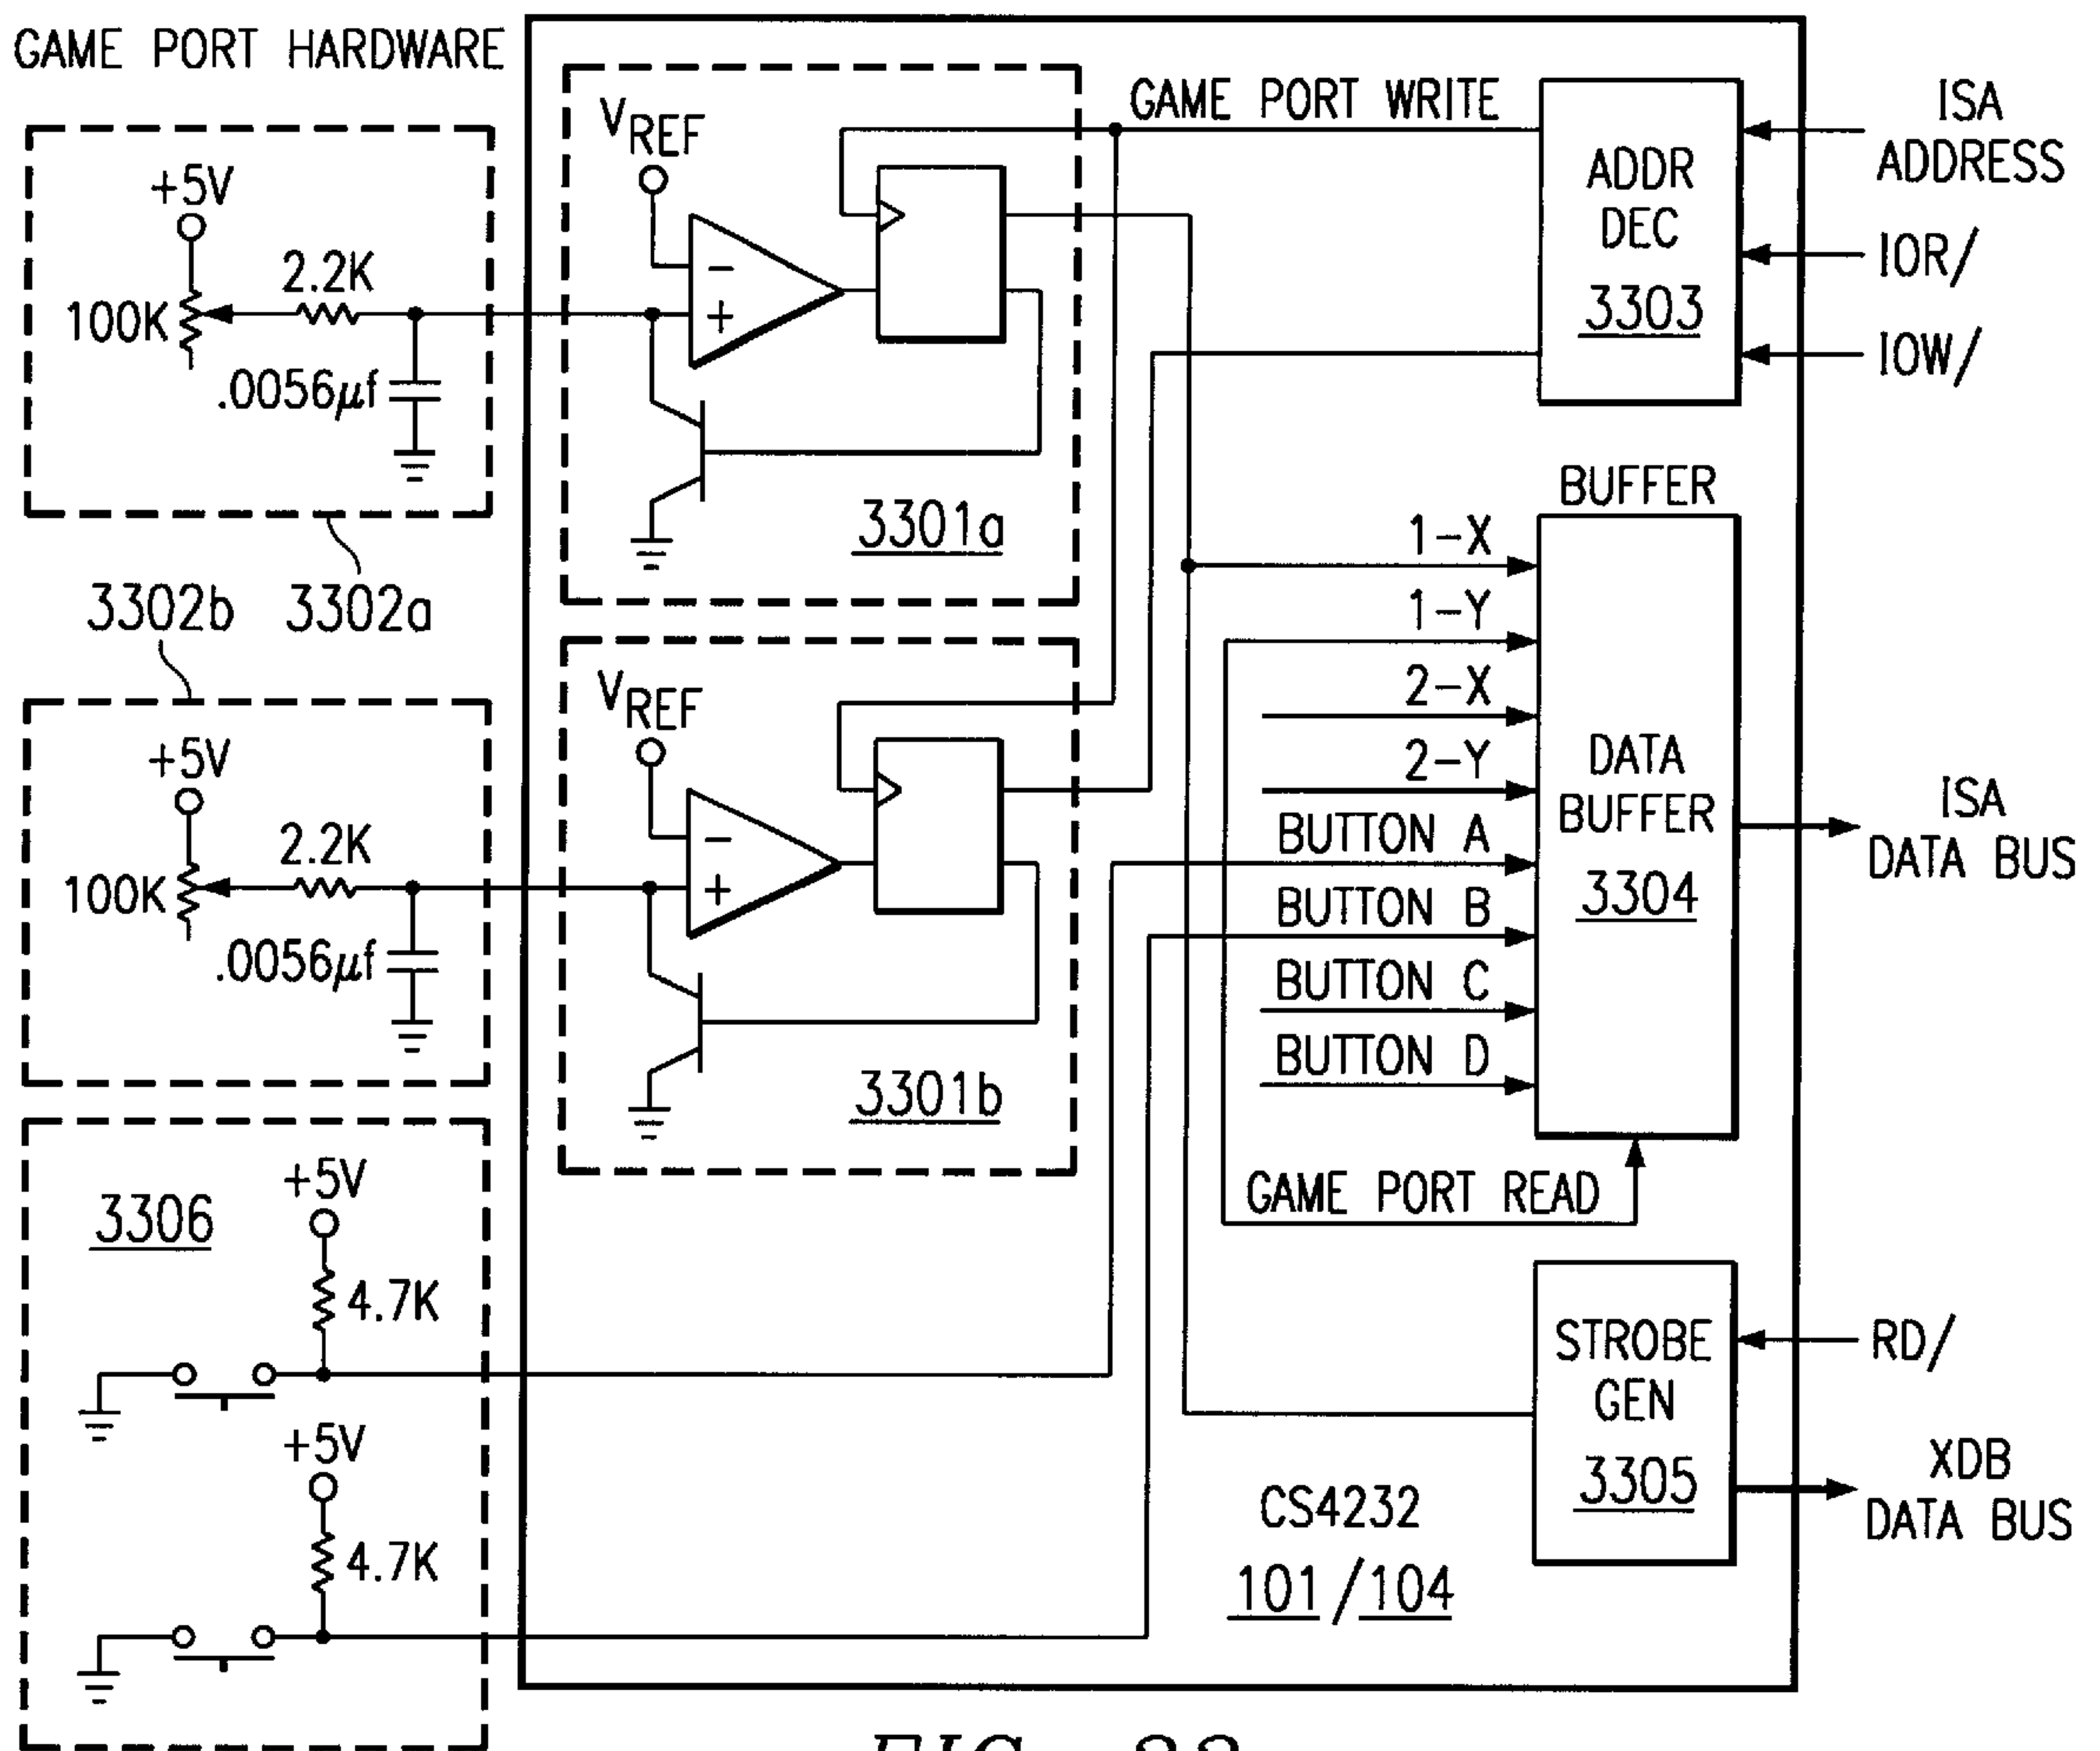 GAME PORT HARDWARE
+5V
100K
2.2K
.0056µf
3302a
3302b
+5V
100K
2.2K
.0056µf
3306
+5V
4.7K
+5V
4.7K
VREF
-
+
3301a
VREF
-
+
3301b
GAME PORT WRITE
ADDR
DEC
3303
ISA
ADDRESS
IOR/
IOW/
BUFFER
1-X
1-Y
2-X
2-Y
BUTTON A
BUTTON B
BUTTON C
BUTTON D
DATA
BUFFER
3304
ISA
DATA BUS
GAME PORT READ
STROBE
GEN
3305
RD/
XDB
DATA BUS
CS4232
101/104